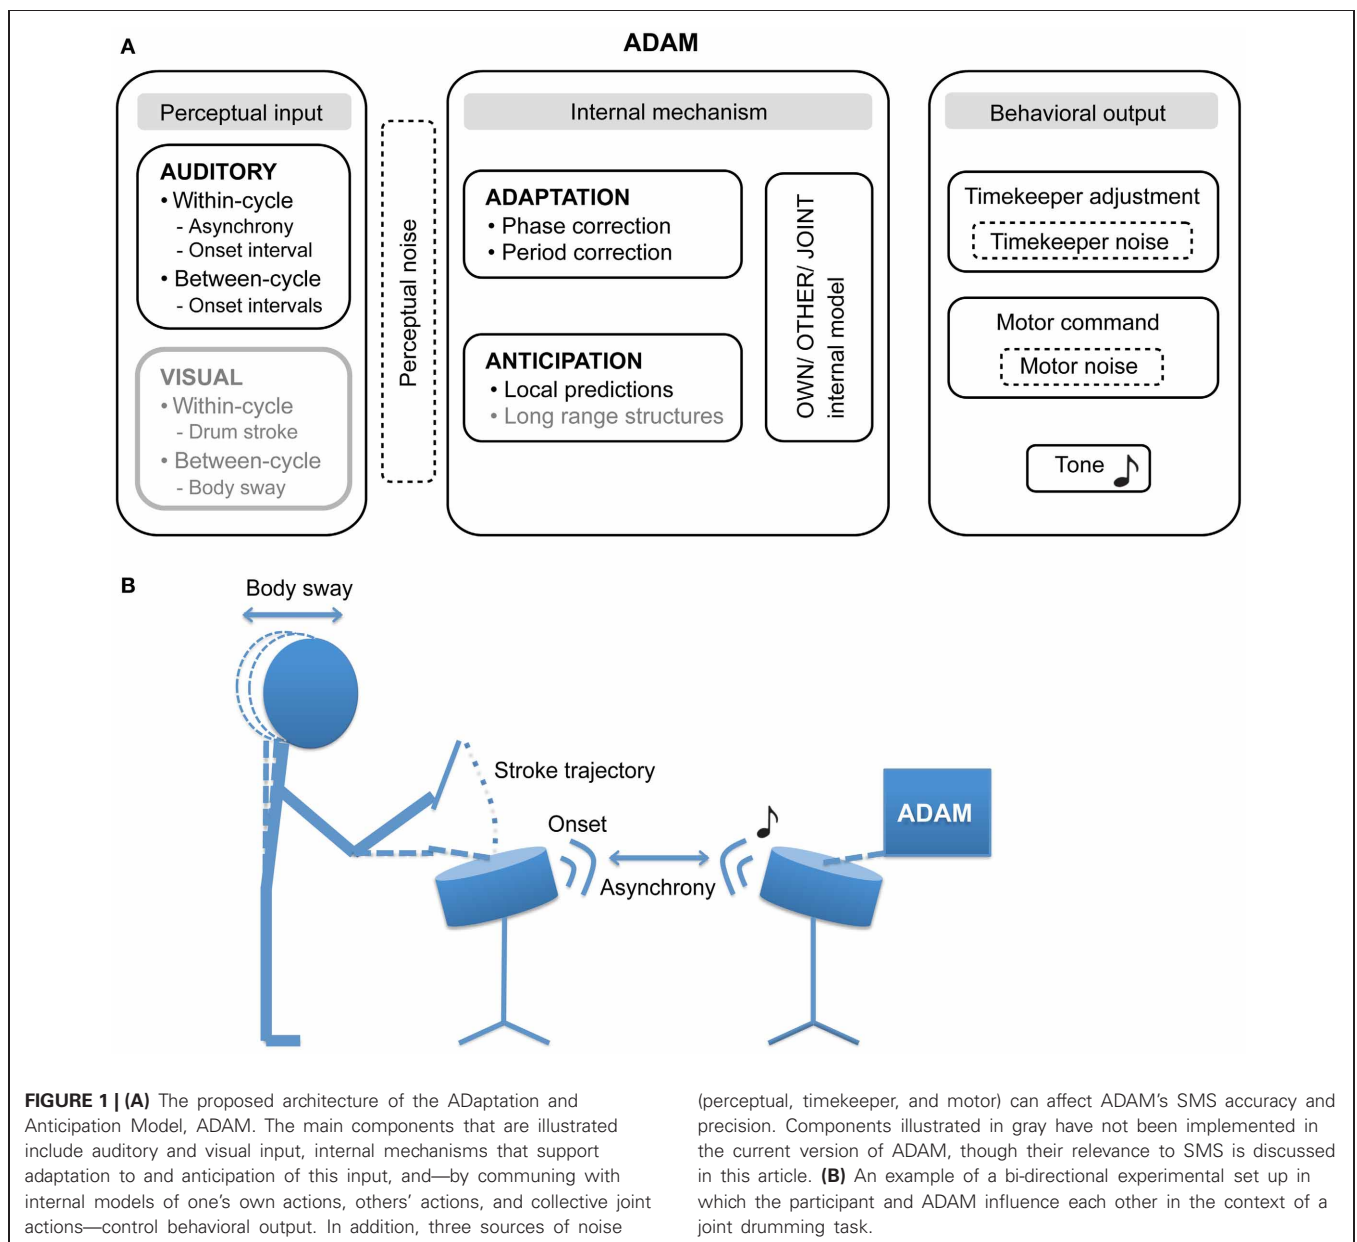 A
ADAM
Perceptual input
AUDITORY
• Within-cycle
- Asynchrony
- Onset interval
• Between-cycle
- Onset intervals
VISUAL
• Within-cycle
- Drum stroke
• Between-cycle
- Body sway
Perceptual noise
Internal mechanism
ADAPTATION
• Phase correction
• Period correction
ANTICIPATION
• Local predictions
• Long range structures
OWN/ OTHER/ JOINT
internal model
Behavioral output
Timekeeper adjustment
Timekeeper noise
Motor command
Motor noise
Tone
B
Body sway
Stroke trajectory
Onset
Asynchrony
ADAM
FIGURE 1 | (A) The proposed architecture of the ADaptation and
Anticipation Model, ADAM. The main components that are illustrated
include auditory and visual input, internal mechanisms that support
adaptation to and anticipation of this input, and—by communing with
internal models of one's own actions, others' actions, and collective joint
actions—control behavioral output. In addition, three sources of noise
(perceptual, timekeeper, and motor) can affect ADAM's SMS accuracy and
precision. Components illustrated in gray have not been implemented in
the current version of ADAM, though their relevance to SMS is discussed
in this article. (B) An example of a bi-directional experimental set up in
which the participant and ADAM influence each other in the context of a
joint drumming task.